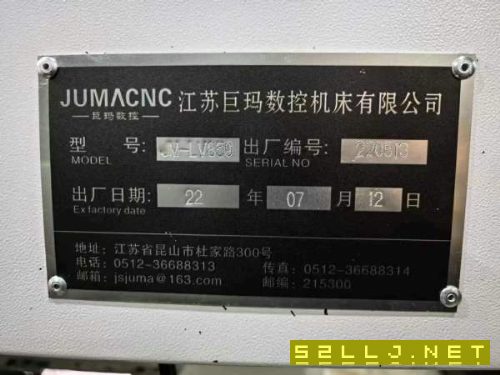 JUMACNC 江苏巨玛数控机床有限公司
巨玛数控
型 号: JM-LV850 出厂编号: 220513
MODEL SERIAL NO
出厂日期: 22 年 07 月 12 日
Ex factory date
地址: 江苏省昆山市杜家路300号
电话: 0512-36688313 传真: 0512-36688314
邮箱: jsjuma@163.com 邮编: 215300
52LLJ.NET